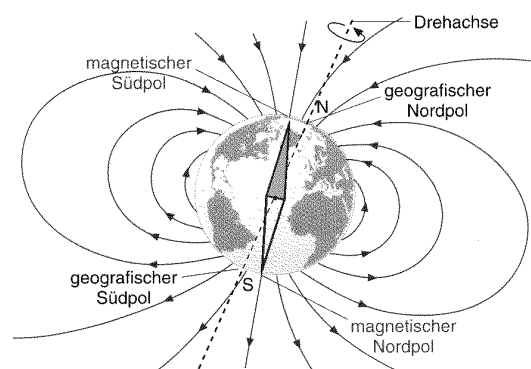 Drehachse
magnetischer
Südpol
geografischer
Nordpol
N
geografischer
Südpol
S
magnetischer
Nordpol